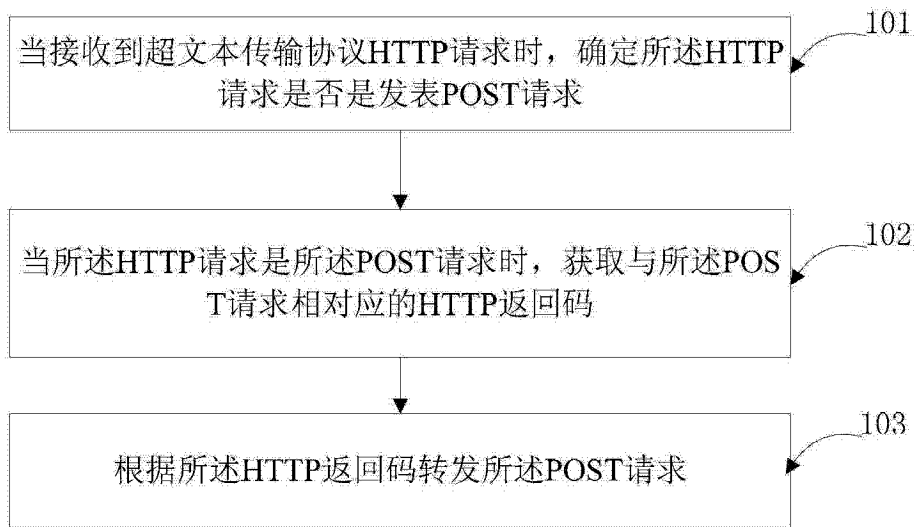 当接收到超文本传输协议HTTP请求时，确定所述HTTP
请求是否是发表POST请求
101
当所述HTTP请求是所述POST请求时，获取与所述POS
T请求相对应的HTTP返回码
102
根据所述HTTP返回码转发所述POST请求
103